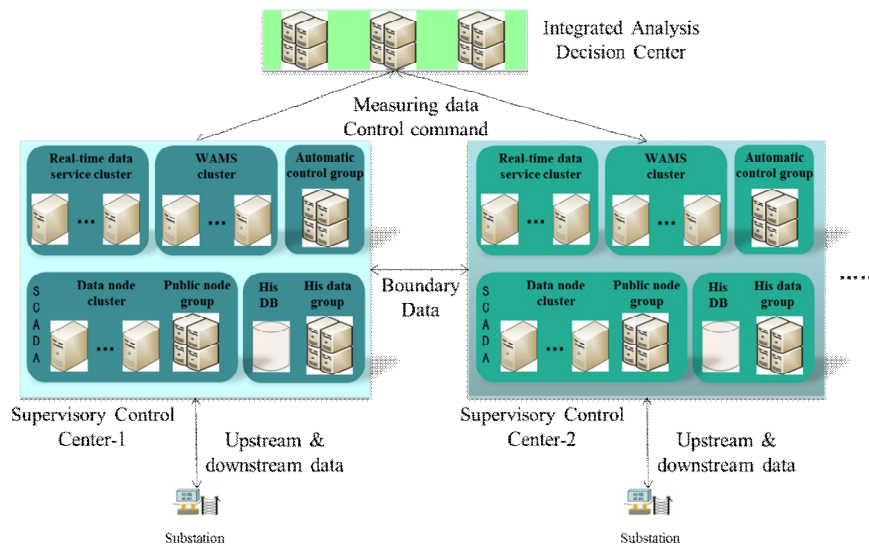 Integrated Analysis
Decision Center
Measuring data
Control command
Real-time data
service cluster
WAMS
cluster
Automatic
control group
...
...
SCADA
Data node
cluster
Public node
group
His
DB
His data
group
...
Supervisory Control
Center-1
Boundary
Data
Real-time data
service cluster
WAMS
cluster
Automatic
control group
...
...
SCADA
Data node
cluster
Public node
group
His
DB
His data
group
...
Supervisory Control
Center-2
.....
Upstream &
downstream data
Substation
Upstream &
downstream data
Substation